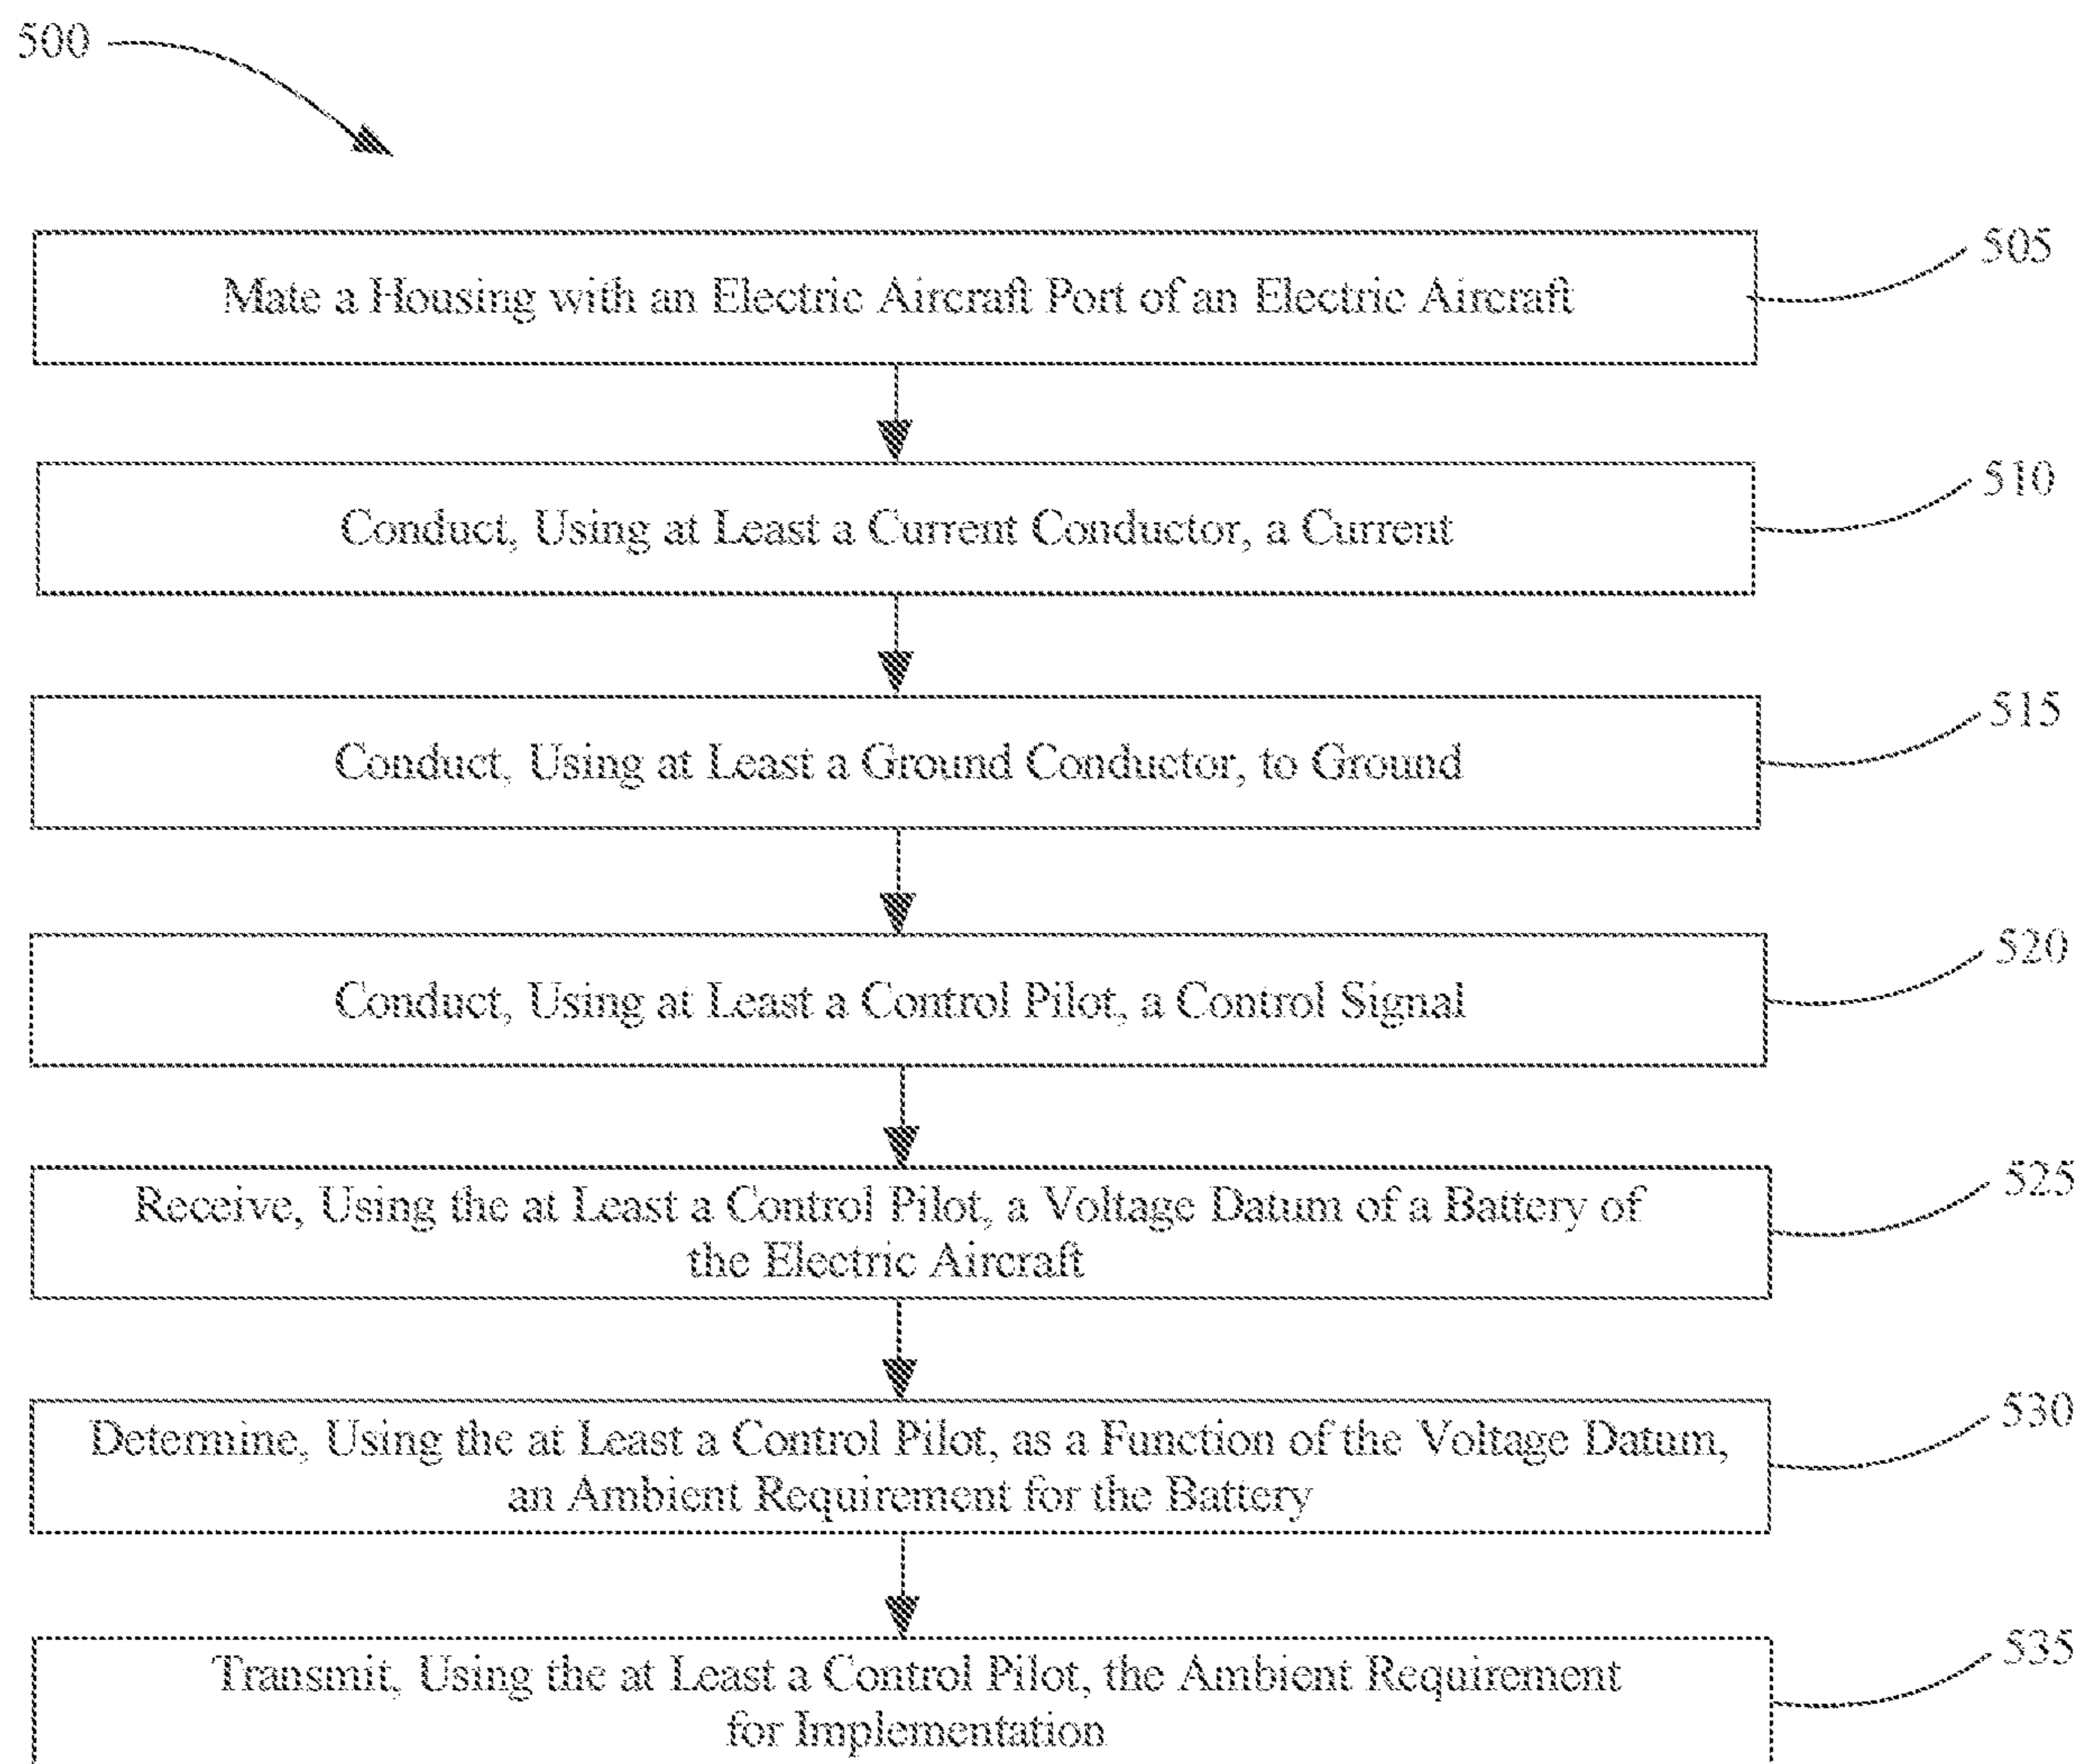 500
Mate a Housing with an Electric Aircraft Port of an Electric Aircraft
505
Conduct, Using at Least a Current Conductor, a Current
510
Conduct, Using at Least a Ground Conductor, to Ground
515
Conduct, Using at Least a Control Pilot, a Control Signal
520
Receive, Using the at Least a Control Pilot, a Voltage Datum of a Battery of
the Electric Aircraft
525
Determine, Using the at Least a Control Pilot, as a Function of the Voltage Datum,
an Ambient Requirement for the Battery
530
Transmit, Using the at Least a Control Pilot, the Ambient Requirement
for Implementation
535